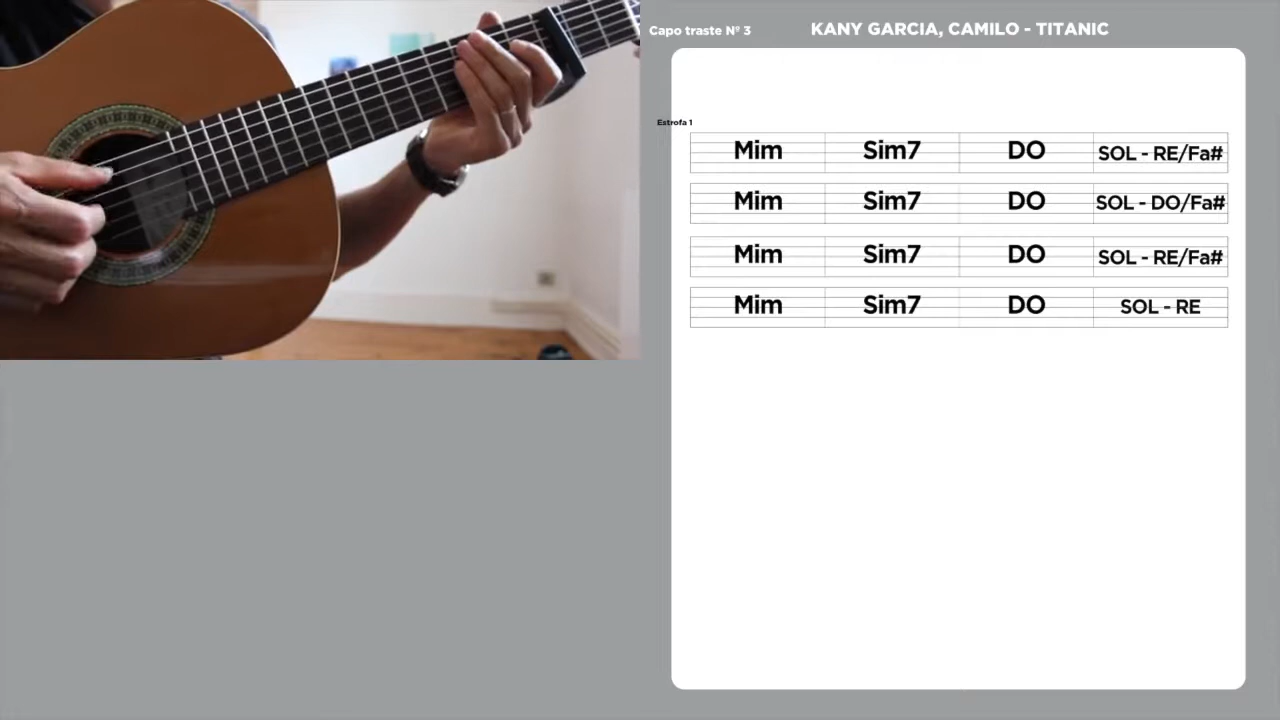 Capo traste Nº 3
KANY GARCIA, CAMILO - TITANIC
Estrofa 1
Mim Sim7 DO SOL - RE/Fa#
Mim Sim7 DO SOL - DO/Fa#
Mim Sim7 DO SOL - RE/Fa#
Mim Sim7 DO SOL - RE